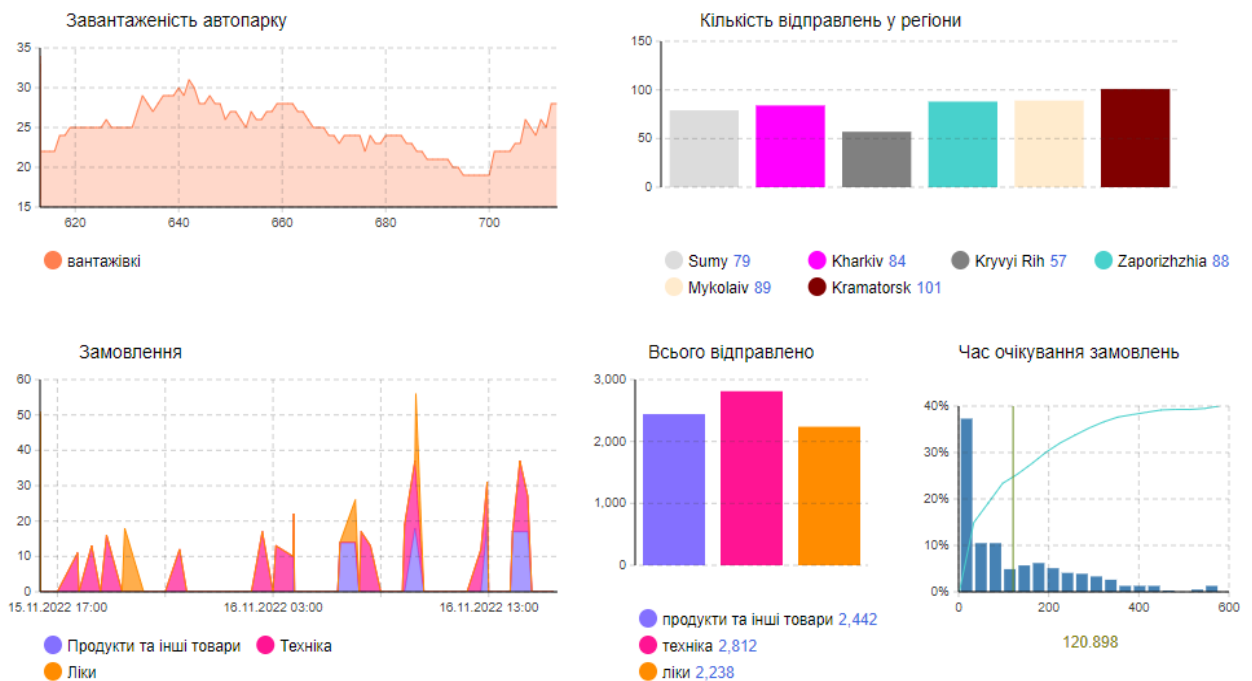 Завантаженість автопарку
35
30
25
20
15
620 640 660 680 700
вантажівкі
Кількість відправлень у регіони
150
100
50
0
Sumy 79 Kharkiv 84 Kryvyi Rih 57 Zaporizhzhia 88
Mykolaiv 89 Kramatorsk 101
Замовлення
60
50
40
30
20
10
0
15.11.2022 17:00 16.11.2022 03:00 16.11.2022 13:00
Продукти та інші товари Техніка
Ліки
Всього відправлено
3,000
2,000
1,000
0
продукти та інші товари 2,442
техніка 2,812
ліки 2,238
Час очікування замовлень
40%
30%
20%
10%
0%
0 200 400 600
120.898